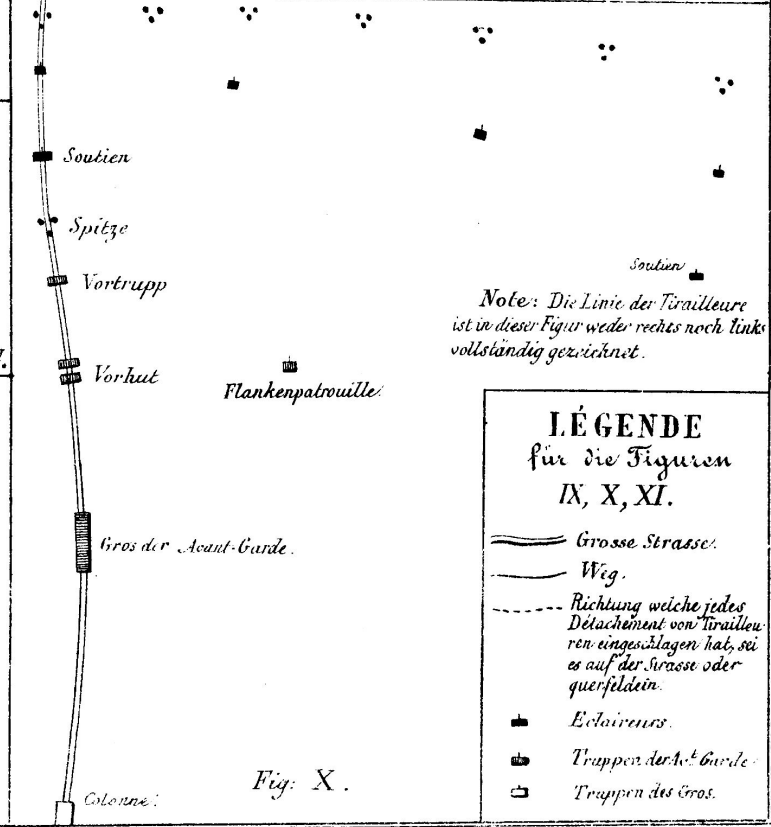 Soutien
Spitze
Vortrupp
Vorhut
Flankenpatrouille.
Gros der Avant-Garde.
Colonne.
Soutien
Note: Die Linie der Tirailleure
ist in dieser Figur weder rechts noch links
vollständig gezeichnet.
Fig: X.
LÉGENDE
für die Figuren
IX, X, XI.
Grosse Strasse.
Weg.
Richtung welche jedes
Détachement von Tirailleu-
ren eingeschlagen hat, sei
es auf der Strasse oder
querfeldein.
Eclaireurs.
Truppen der Avt Garde.
Truppen des Gros.